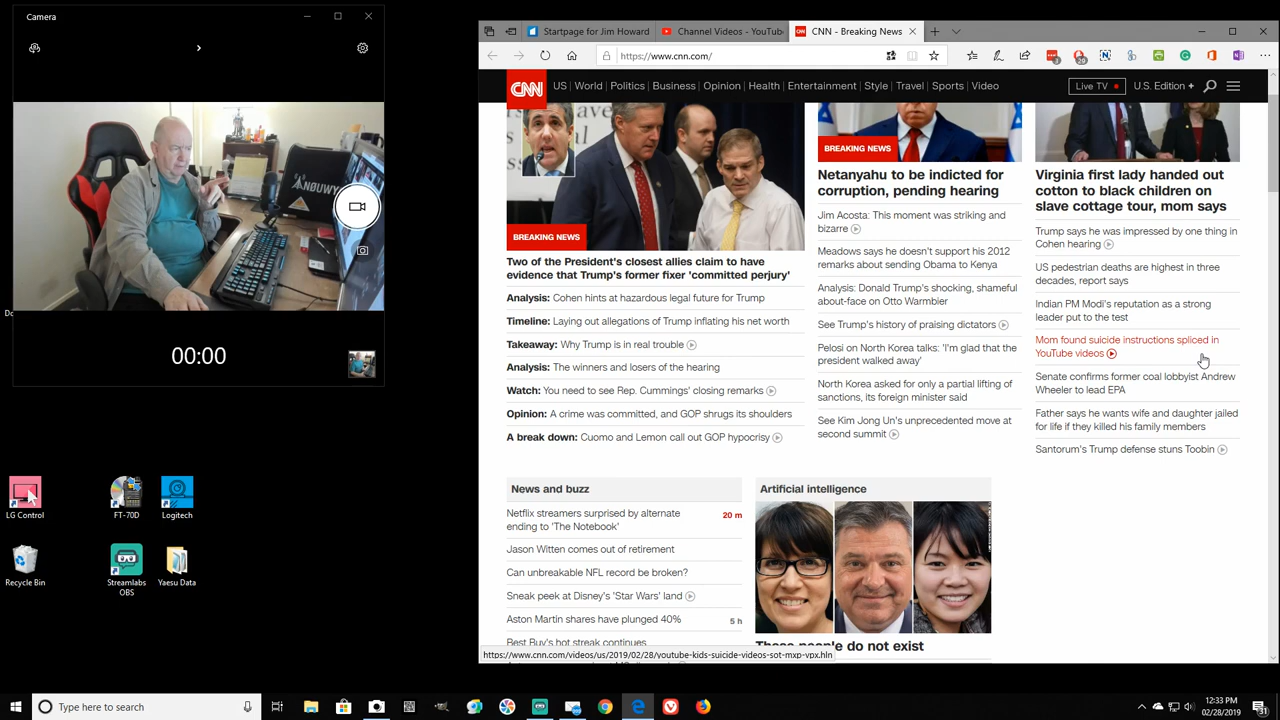 Camera
ANOUWY
00:00
LG Control
FT-70D
Logitech
Recycle Bin
Streamlabs
OBS
Yaesu Data
Startpage for Jim Howard
Channel Videos - YouTube
CNN - Breaking News
https://www.cnn.com/
CNN
US | World | Politics | Business | Opinion | Health | Entertainment | Style | Travel | Sports | Video
Live TV
U.S. Edition +
BREAKING NEWS
Two of the President's closest allies claim to have
evidence that Trump's former fixer 'committed perjury'
Analysis: Cohen hints at hazardous legal future for Trump
Timeline: Laying out allegations of Trump inflating his net worth
Takeaway: Why Trump is in real trouble
Analysis: The winners and losers of the hearing
Watch: You need to see Rep. Cummings' closing remarks
Opinion: A crime was committed, and GOP shrugs its shoulders
A break down: Cuomo and Lemon call out GOP hypocrisy
BREAKING NEWS
Netanyahu to be indicted for
corruption, pending hearing
Jim Acosta: This moment was striking and
bizarre
Meadows says he doesn't support his 2012
remarks about sending Obama to Kenya
Analysis: Donald Trump's shocking, shameful
about-face on Otto Warmbier
See Trump's history of praising dictators
Pelosi on North Korea talks: 'I'm glad that the
president walked away'
North Korea asked for only a partial lifting of
sanctions, its foreign minister said
See Kim Jong Un's unprecedented move at
second summit
Virginia first lady handed out
cotton to black children on
slave cottage tour, mom says
Trump says he was impressed by one thing in
Cohen hearing
US pedestrian deaths are highest in three
decades, report says
Indian PM Modi's reputation as a strong
leader put to the test
Mom found suicide instructions spliced in
YouTube videos
Senate confirms former coal lobbyist Andrew
Wheeler to lead EPA
Father says he wants wife and daughter jailed
for life if they killed his family members
Santorum's Trump defense stuns Toobin
News and buzz
Netflix streamers surprised by alternate
ending to 'The Notebook'
20 m
Jason Witten comes out of retirement
Can unbreakable NFL record be broken?
Sneak peek at Disney's 'Star Wars' land
Aston Martin shares have plunged 40%
5 h
Best Buy's hot streak continues
Artificial intelligence
These people do not exist
https://www.cnn.com/videos/us/2019/02/28/youtube-kids-suicide-videos-sot-mxp-vpx.hln
Type here to search
12:33 PM
02/28/2019